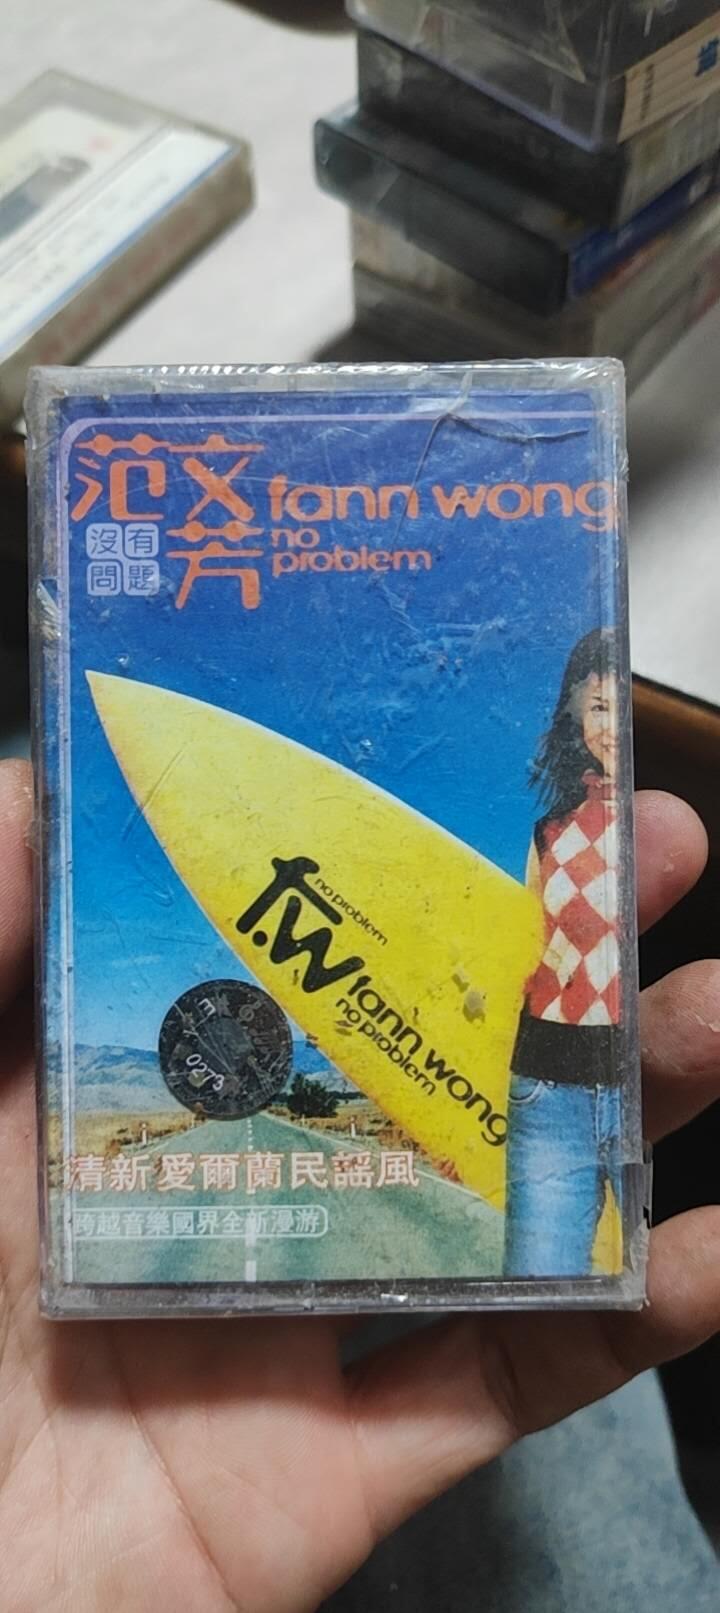 范文芳
fann wong
no
problem
沒有
問題
f.w
no problem
fann wong
no problem
0273
清新愛爾蘭民謠風
跨越音樂國界全新漫游